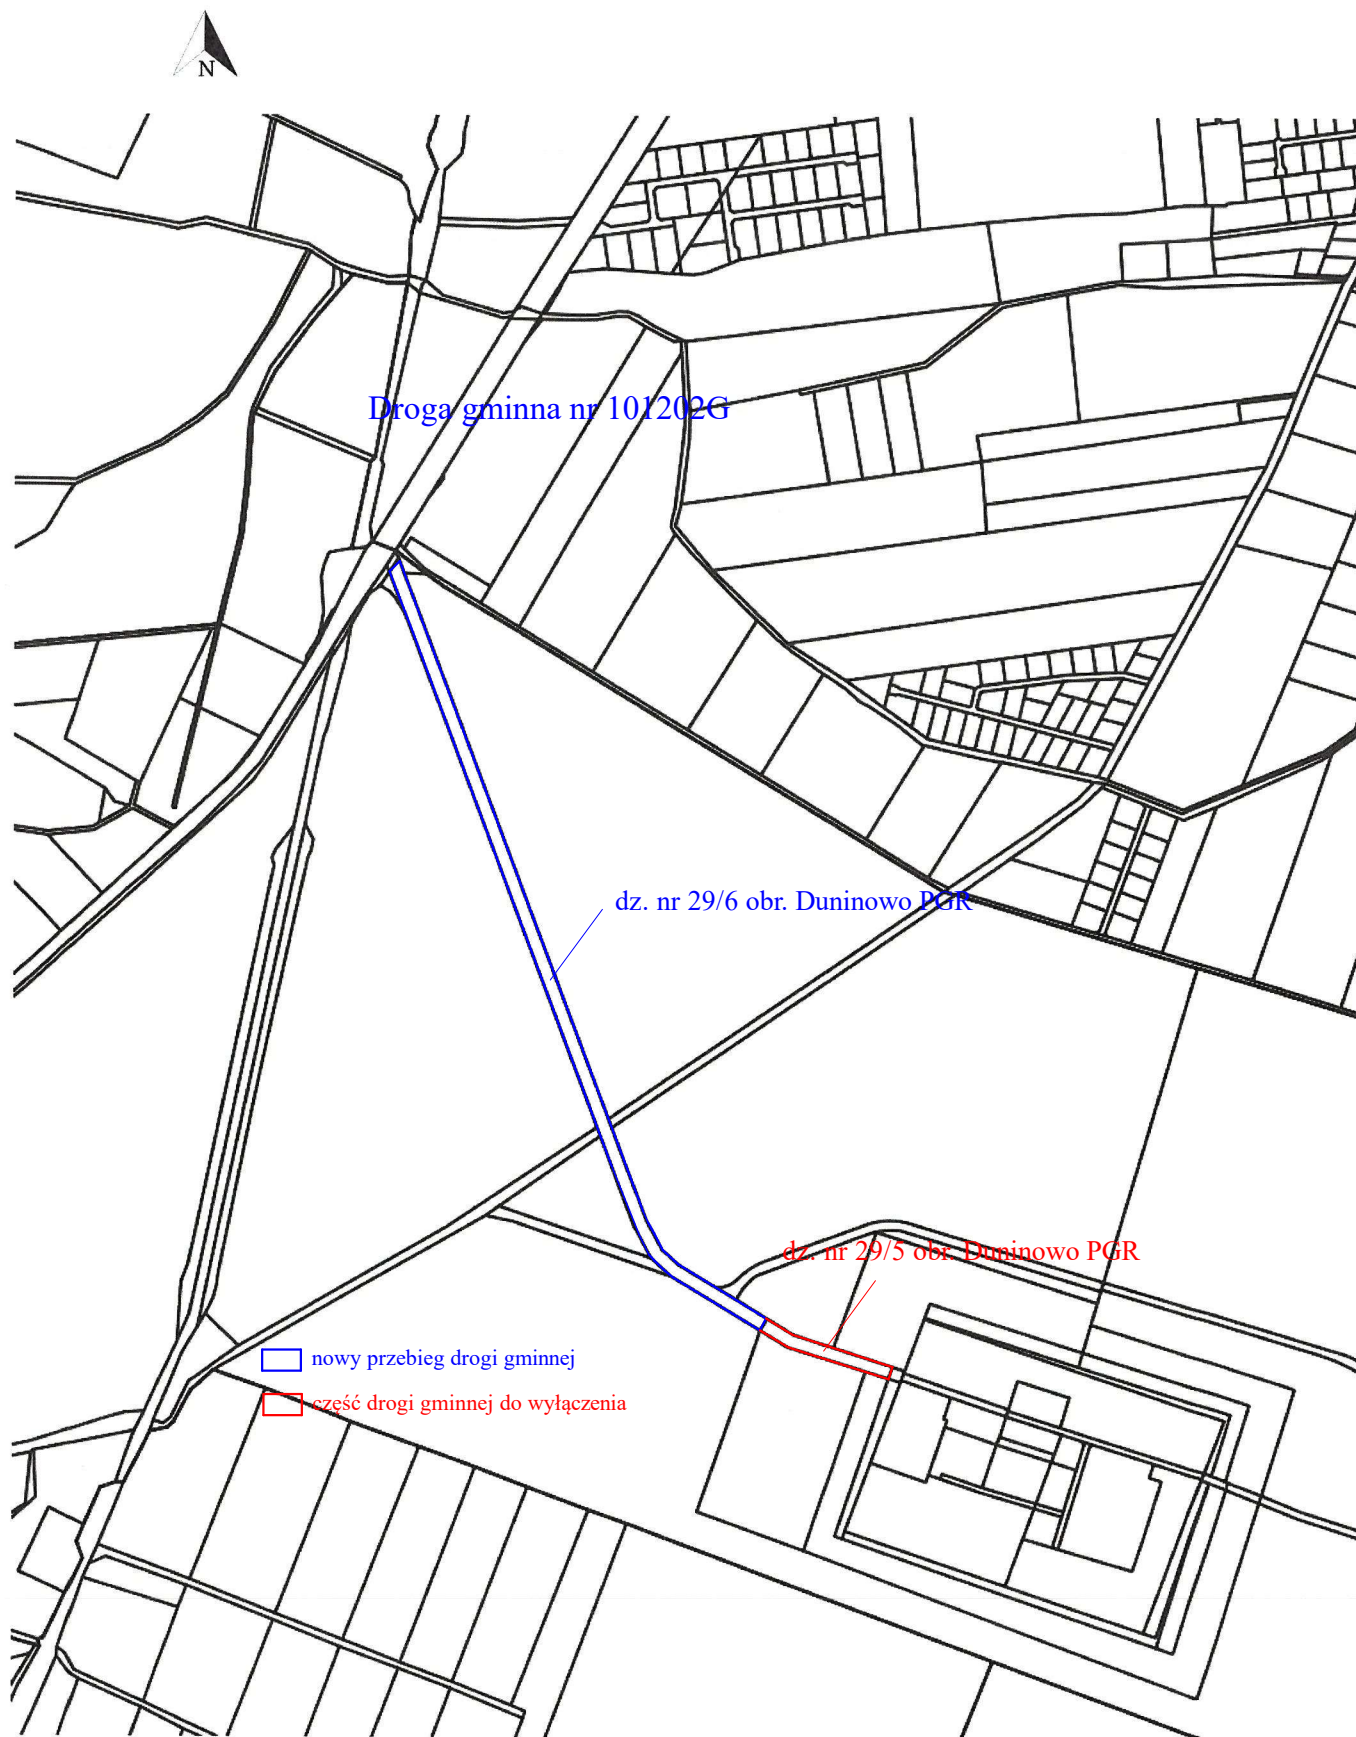 N
Droga gminna nr 101202G
dz. nr 29/6 obr. Duninowo PGR
dz. nr 29/5 obr. Duninowo PGR
nowy przebieg drogi gminnej
część drogi gminnej do wyłączenia